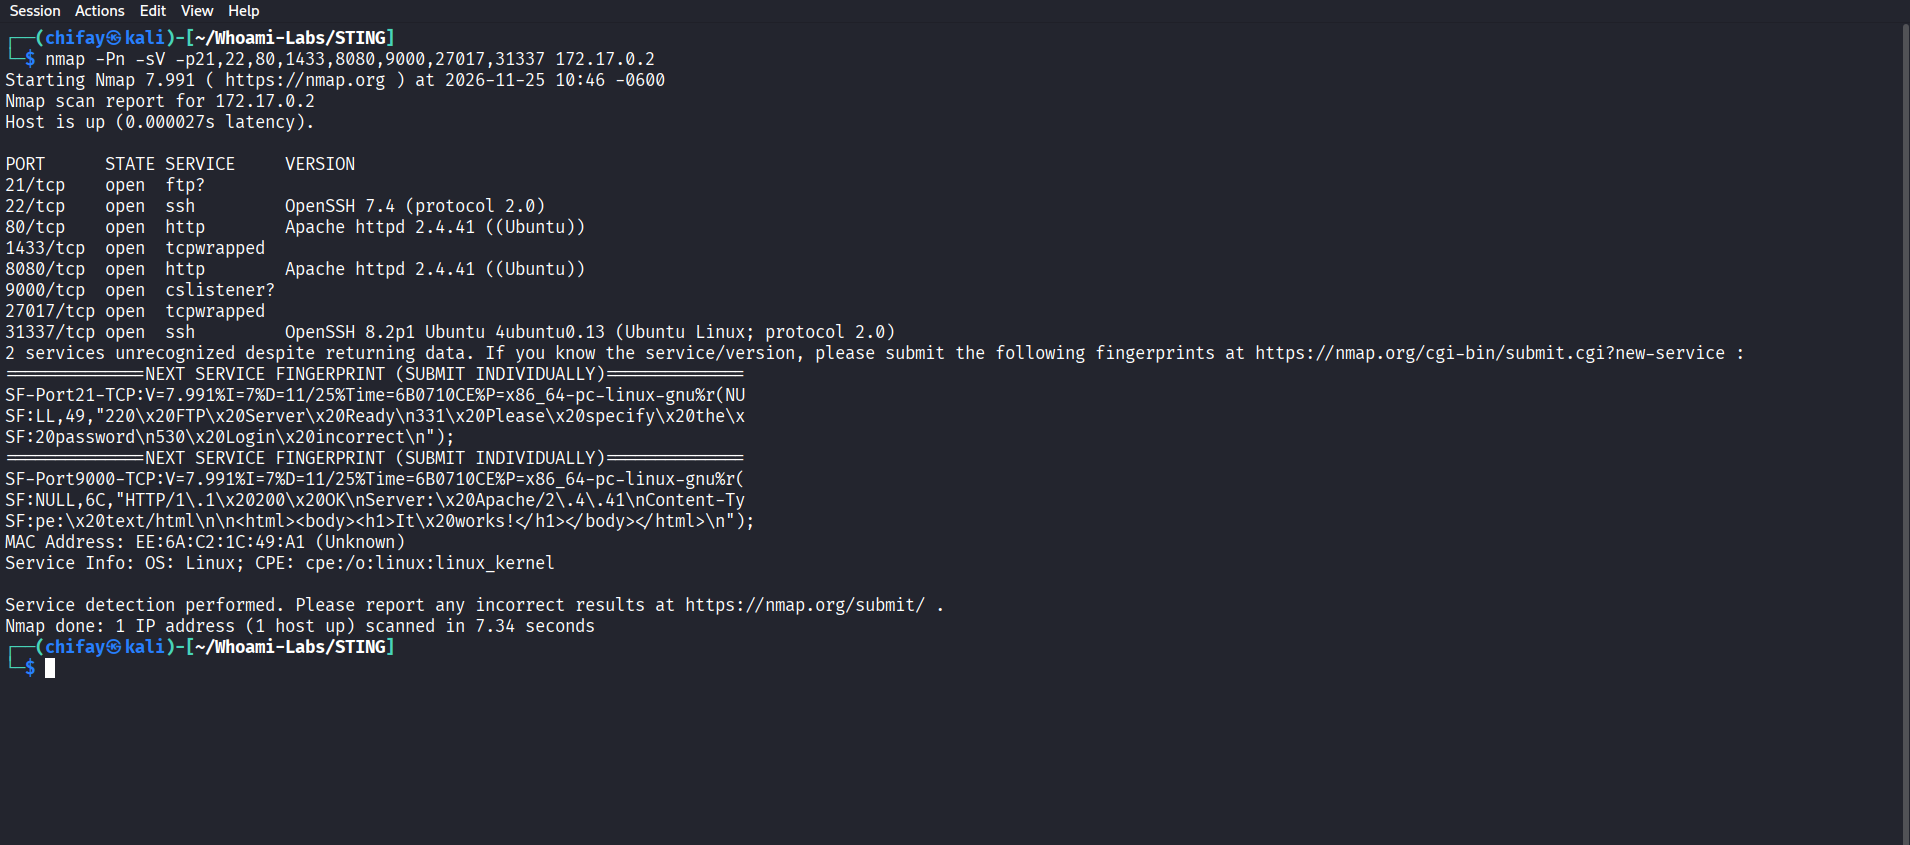 Session Actions Edit View Help
┌──(chifay㉿kali)-[~/Whoami-Labs/STING]
└─$ nmap -Pn -sV -p21,22,80,1433,8080,9000,27017,31337 172.17.0.2
Starting Nmap 7.991 ( https://nmap.org ) at 2026-11-25 10:46 -0600
Nmap scan report for 172.17.0.2
Host is up (0.000027s latency).

PORT      STATE SERVICE     VERSION
21/tcp    open  ftp?
22/tcp    open  ssh         OpenSSH 7.4 (protocol 2.0)
80/tcp    open  http        Apache httpd 2.4.41 ((Ubuntu))
1433/tcp  open  tcpwrapped
8080/tcp  open  http        Apache httpd 2.4.41 ((Ubuntu))
9000/tcp  open  cslistener?
27017/tcp open  tcpwrapped
31337/tcp open  ssh         OpenSSH 8.2p1 Ubuntu 4ubuntu0.13 (Ubuntu Linux; protocol 2.0)
2 services unrecognized despite returning data. If you know the service/version, please submit the following fingerprints at https://nmap.org/cgi-bin/submit.cgi?new-service :
==============NEXT SERVICE FINGERPRINT (SUBMIT INDIVIDUALLY)==============
SF-Port21-TCP:V=7.991%I=7%D=11/25%Time=6B0710CE%P=x86_64-pc-linux-gnu%r(NU
SF:LL,49,"220\x20FTP\x20Server\x20Ready\n331\x20Please\x20specify\x20the\x
SF:20password\n530\x20Login\x20incorrect\n");
==============NEXT SERVICE FINGERPRINT (SUBMIT INDIVIDUALLY)==============
SF-Port9000-TCP:V=7.991%I=7%D=11/25%Time=6B0710CE%P=x86_64-pc-linux-gnu%r(
SF:NULL,6C,"HTTP/1\.1\x20200\x20OK\nServer:\x20Apache/2\.4\.41\nContent-Ty
SF:pe:\x20text/html\n\n<html><body><h1>It\x20works!</h1></body></html>\n");
MAC Address: EE:6A:C2:1C:49:A1 (Unknown)
Service Info: OS: Linux; CPE: cpe:/o:linux:linux_kernel

Service detection performed. Please report any incorrect results at https://nmap.org/submit/ .
Nmap done: 1 IP address (1 host up) scanned in 7.34 seconds
┌──(chifay㉿kali)-[~/Whoami-Labs/STING]
└─$